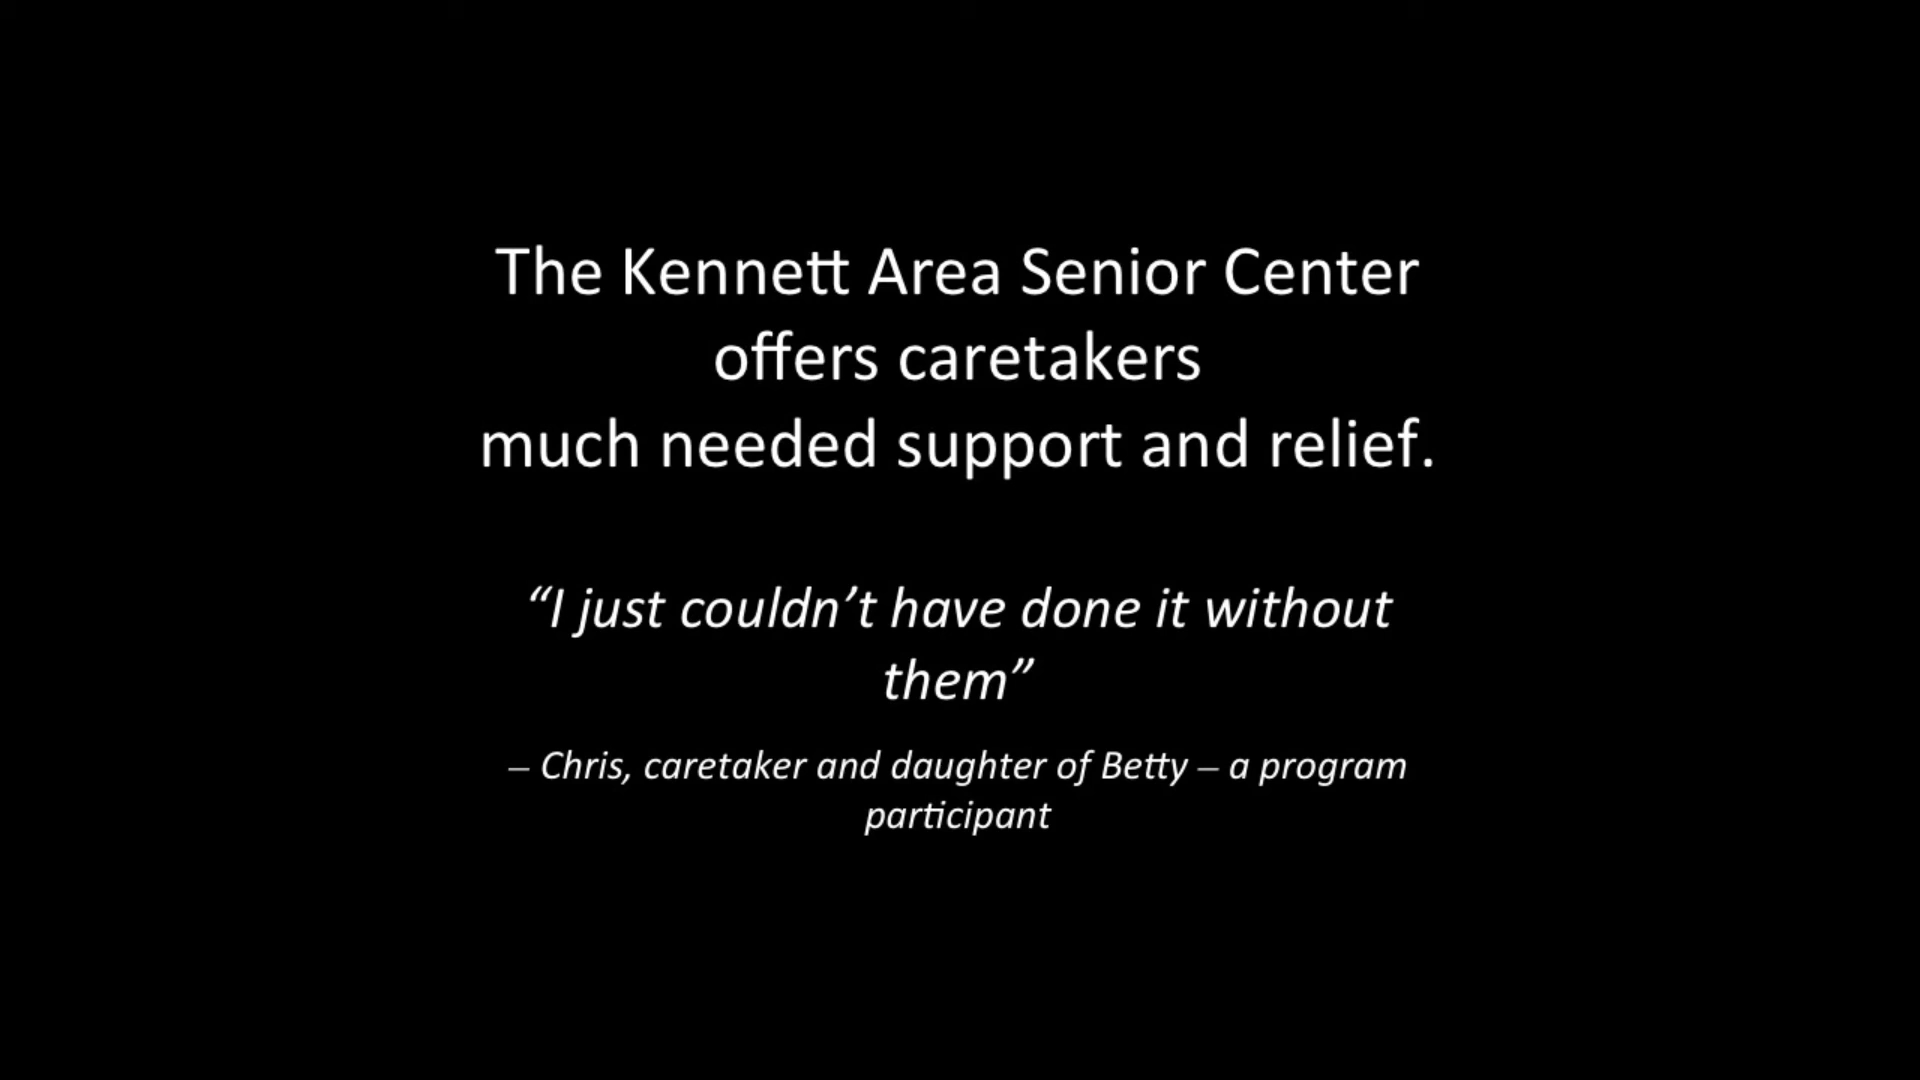 The Kennett Area Senior Center
offers caretakers
much needed support and relief.
“I just couldn’t have done it without
them”
– Chris, caretaker and daughter of Betty – a program
participant